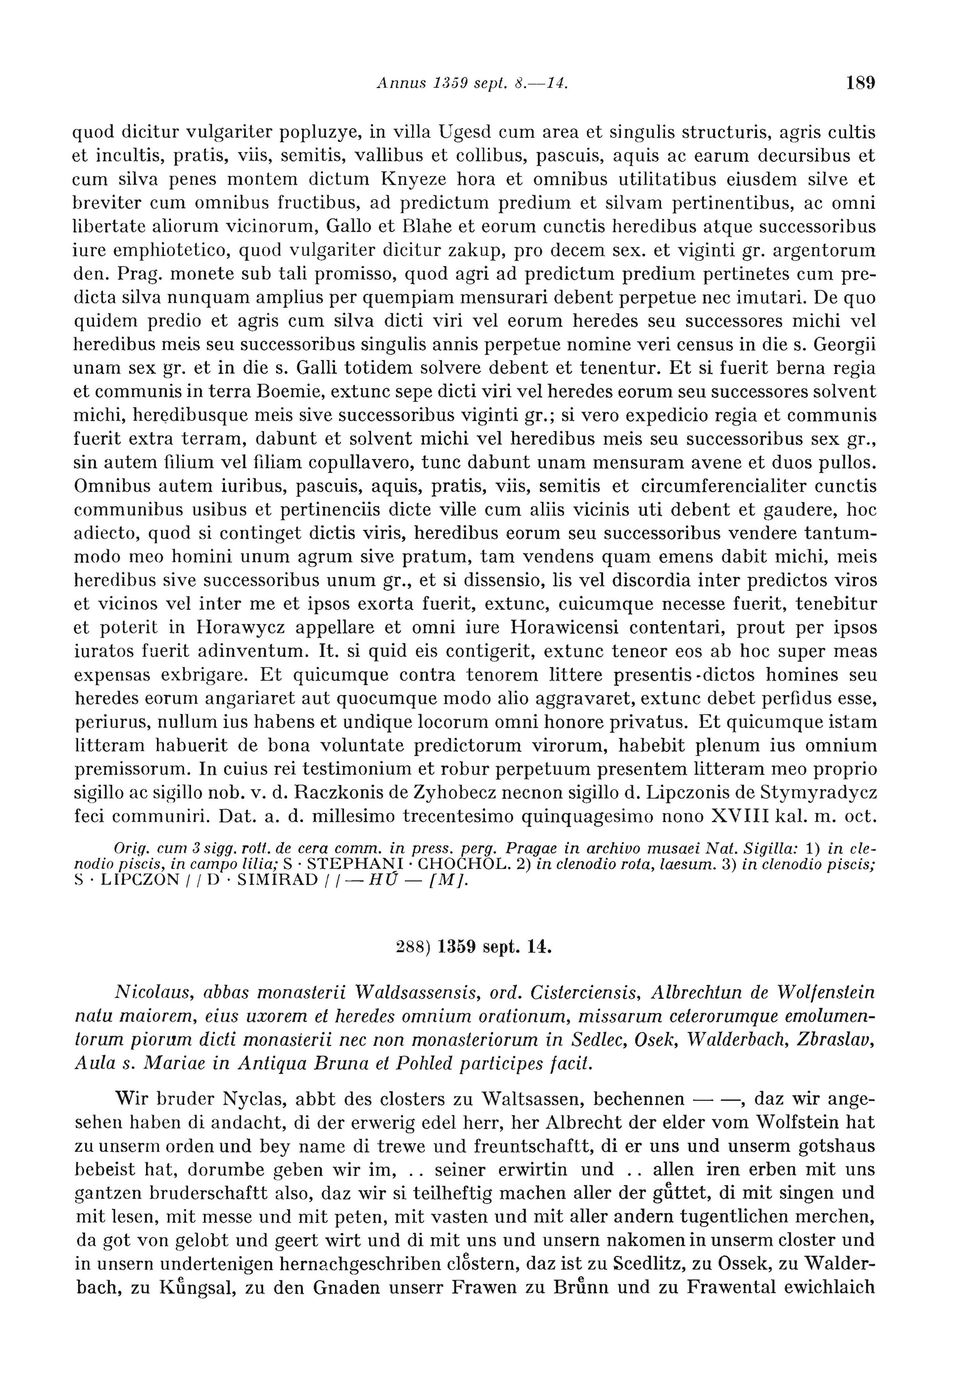 Annus 1359 sept. 8.—14. 189
quod dicitur vulgariter popluzye, in villa Ugesd cum area et singulis structuris, agris cultis
et incultis, pratis, viis, semitis, vallibus et collibus, pascuis, aquis ac earum decursibus et
cum silva penes montem dictum Knyeze hora et omnibus utilitatibus eiusdem silve et
breviter cum omnibus fructibus, ad predictum predium et silvam pertinentibus, ac omni
libertate aliorum vicinorum, Gallo et Blahe et eorum cunctis heredibus atque successoribus
iure emphiotetico, quod vulgariter dicitur zakup, pro decem sex. et viginti gr. argentorum
den. Prag. monete sub tali promisso, quod agri ad predictum predium pertinetes cum pre-
dicta silva nunquam amplius per quempiam mensurari debent perpetue nec imutari. De quo
quidem predio et agris cum silva dicti viri vel eorum heredes seu successores michi vel
heredibus meis seu successoribus singulis annis perpetue nomine veri census in die s. Georgii
unam sex gr. et in die s. Galli totidem solvere debent et tenentur. Et si fuerit berna regia
et communis in terra Boemie, extunc sepe dicti viri vel heredes eorum seu successores solvent
michi, heredibusque meis sive successoribus viginti gr.; si vero expedicio regia et communis
fuerit extra terram, dabunt et solvent michi vel heredibus meis seu successoribus sex gr.,
sin autem filium vel filiam copullavero, tunc dabunt unam mensuram avene et duos pullos.
Omnibus autem iuribus, pascuis, aquis, pratis, viis, semitis et circumferencialiter cunctis
communibus usibus et pertinenciis dicte ville cum aliis vicinis uti debent et gaudere, hoc
adiecto, quod si continget dictis viris, heredibus eorum seu successoribus vendere tantum-
modo meo homini unum agrum sive pratum, tam vendens quam emens dabit michi, meis
heredibus sive successoribus unum gr., et si dissensio, lis vel discordia inter predictos viros
et vicinos vel inter me et ipsos exorta fuerit, extunc, cuicumque necesse fuerit, tenebitur
et poterit in Horawycz appellare et omni iure Horawicensi contentari, prout per ipsos
iuratos fuerit adinventum. It. si quid eis contigerit, extunc teneor eos ab hoc super meas
expensas exbrigare. Et quicumque contra tenorem littere presentis dictos homines seu
heredes eorum angariaret aut quocumque modo alio aggravaret, extunc debet perfidus esse,
periurus, nullum ius habens et undique locorum omni honore privatus. Et quicumque istam
litteram habuerit de bona voluntate predictorum virorum, habebit plenum ius omnium
premissorum. In cuius rei testimonium et robur perpetuum presentem litteram meo proprio
sigillo ac sigillo nob. v. d. Raczkonis de Zyhobecz necnon sigillo d. Lipczonis de Stymyradycz
feci communiri. Dat. a. d. millesimo trecentesimo quinquagesimo nono XVIII kal. m. oct.
Orig. cum 3 sigg. rott. de cera comm. in press. perg. Pragae in archivo musaei Nat. Sigilla: 1) in cle-
nodio piscis, in campo lilia; S · STEPHANI · CHOCHOL. 2) in clenodio rota, laesum. 3) in clenodio piscis;
S · LIPCZON // D · SIMIRAD // — HŮ — [M].
288) 1359 sept. 14.
Nicolaus, abbas monasterii Waldsassensis, ord. Cisterciensis, Albrechtun de Wolfenstein
natu maiorem, eius uxorem et heredes omnium orationum, missarum ceterorumque emolumen-
torum piorum dicti monasterii nec non monasteriorum in Sedlec, Osek, Walderbach, Zbraslav,
Aula s. Mariae in Antiqua Bruna et Pohled participes facit.
Wir bruder Nyclas, abbt des closters zu Waltsassen, bechennen — —, daz wir ange-
sehen haben di andacht, di der erwerig edel herr, her Albrecht der elder vom Wolfstein hat
zu unserm orden und bey name di trewe und freuntschaftt, di er uns und unserm gotshaus
bebeist hat, dorumbe geben wir im, .. seiner erwirtin und .. allen iren erben mit uns
gantzen bruderschaftt also, daz wir si teilheftig machen aller der guͤttet, di mit singen und
mit lesen, mit messe und mit peten, mit vasten und mit aller andern tugentlichen merchen,
da got von gelobt und geert wirt und di mit uns und unsern nakomen in unserm closter und
in unsern undertenigen hernachgeschriben cloͤstern, daz ist zu Scedlitz, zu Ossek, zu Walder-
bach, zu Kuͤngsal, zu den Gnaden unserr Frawen zu Bruͤnn und zu Frawental ewichlaich